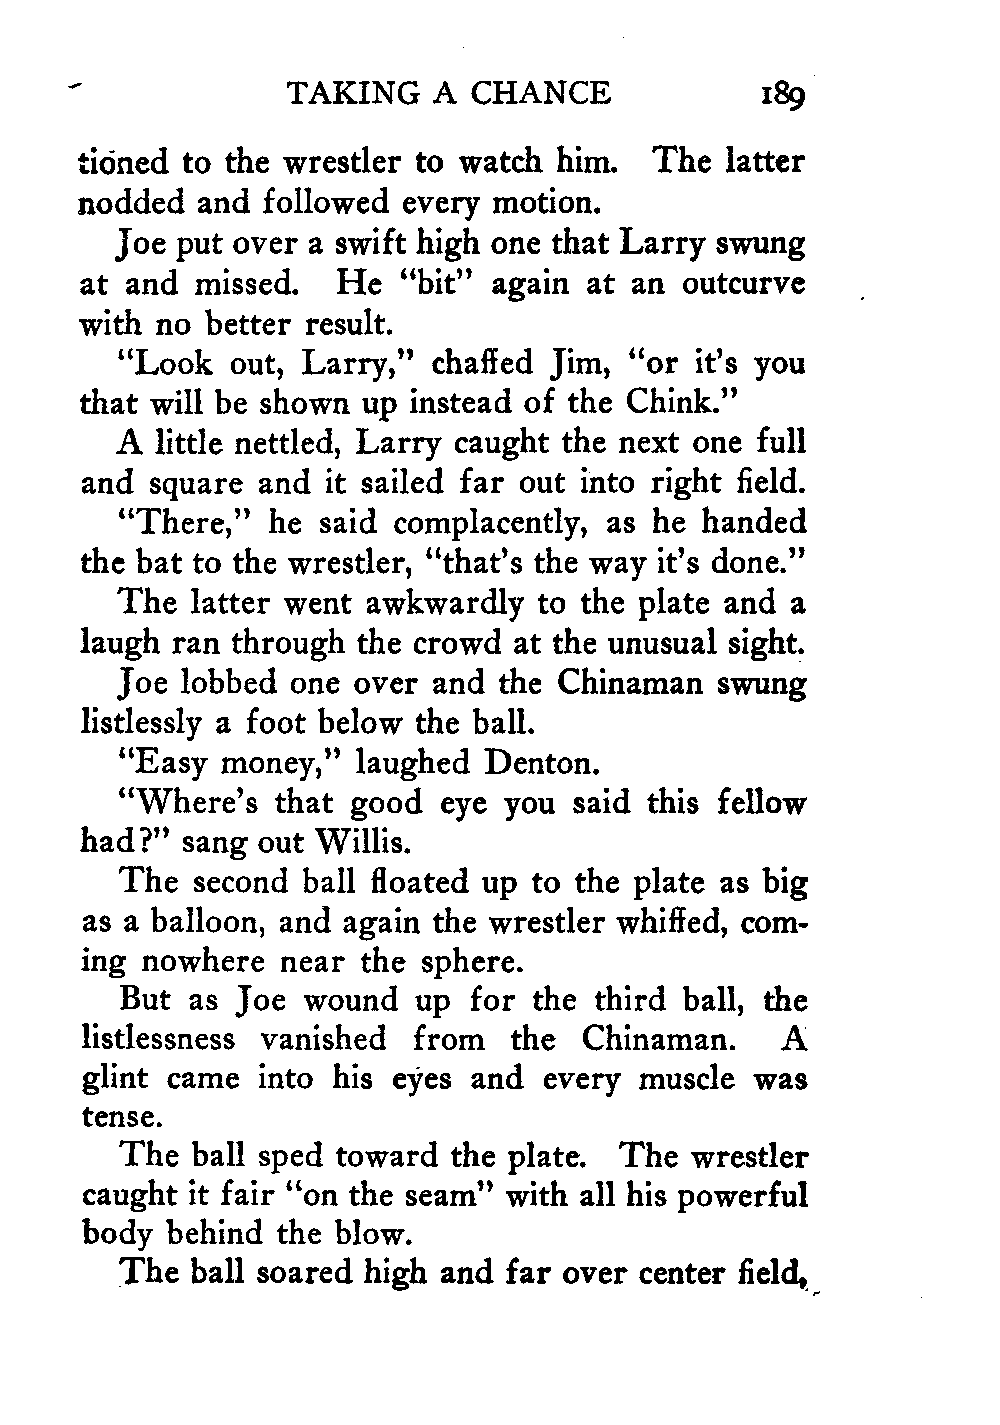 TAKING A CHANCE 189
tioned to the wrestler to watch him. The latter
nodded and followed every motion.
Joe put over a swift high one that Larry swung
at and missed. He "bit" again at an outcurve
with no better result.
"Look out, Larry," chaffed Jim, "or it's you
that will be shown up instead of the Chink."
A little nettled, Larry caught the next one full
and square and it sailed far out into right field.
"There," he said complacently, as he handed
the bat to the wrestler, "that's the way it's done."
The latter went awkwardly to the plate and a
laugh ran through the crowd at the unusual sight.
Joe lobbed one over and the Chinaman swung
listlessly a foot below the ball.
"Easy money," laughed Denton.
"Where's that good eye you said this fellow
had?" sang out Willis.
The second ball floated up to the plate as big
as a balloon, and again the wrestler whiffed, com-
ing nowhere near the sphere.
But as Joe wound up for the third ball, the
listlessness vanished from the Chinaman. A
glint came into his eyes and every muscle was
tense.
The ball sped toward the plate. The wrestler
caught it fair "on the seam" with all his powerful
body behind the blow.
The ball soared high and far over center field,